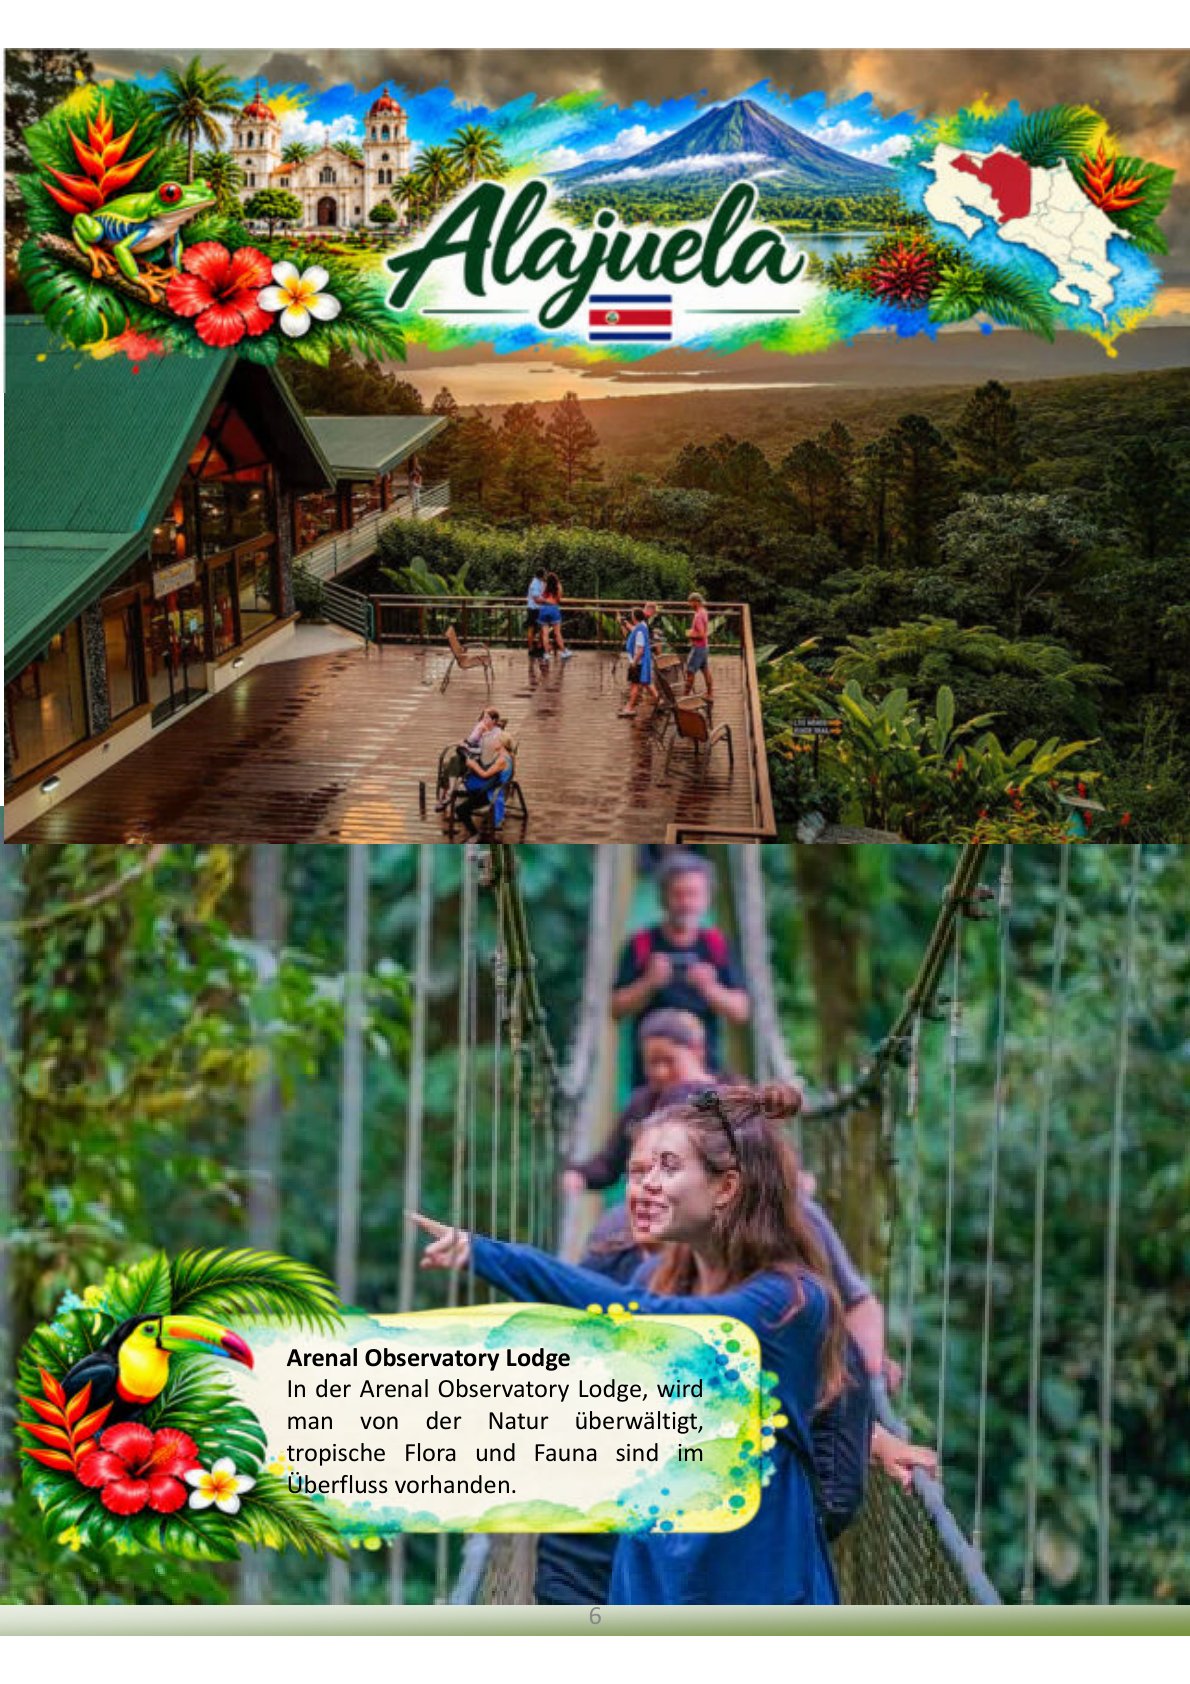 Alajuela
Arenal Observatory Lodge
In der Arenal Observatory Lodge, wird
man von der Natur überwältigt,
tropische Flora und Fauna sind im
Überfluss vorhanden.
6